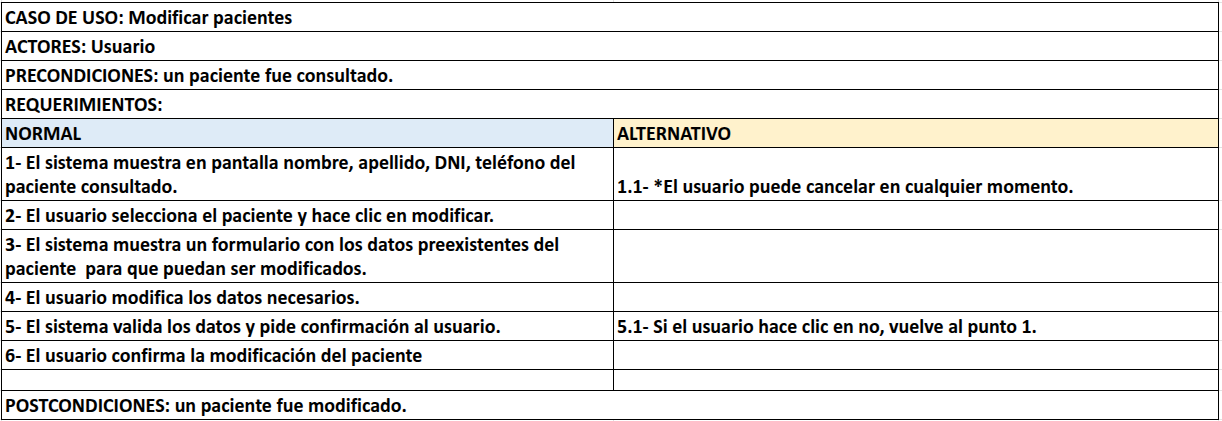 CASO DE USO: Modificar pacientes
ACTORES: Usuario
PRECONDICIONES: un paciente fue consultado.
REQUERIMIENTOS:
NORMAL
ALTERNATIVO
1- El sistema muestra en pantalla nombre, apellido, DNI, teléfono del
paciente consultado.
1.1- *El usuario puede cancelar en cualquier momento.
2- El usuario selecciona el paciente y hace clic en modificar.
3- El sistema muestra un formulario con los datos preexistentes del
paciente  para que puedan ser modificados.
4- El usuario modifica los datos necesarios.
5- El sistema valida los datos y pide confirmación al usuario.
5.1- Si el usuario hace clic en no, vuelve al punto 1.
6- El usuario confirma la modificación del paciente
POSTCONDICIONES: un paciente fue modificado.